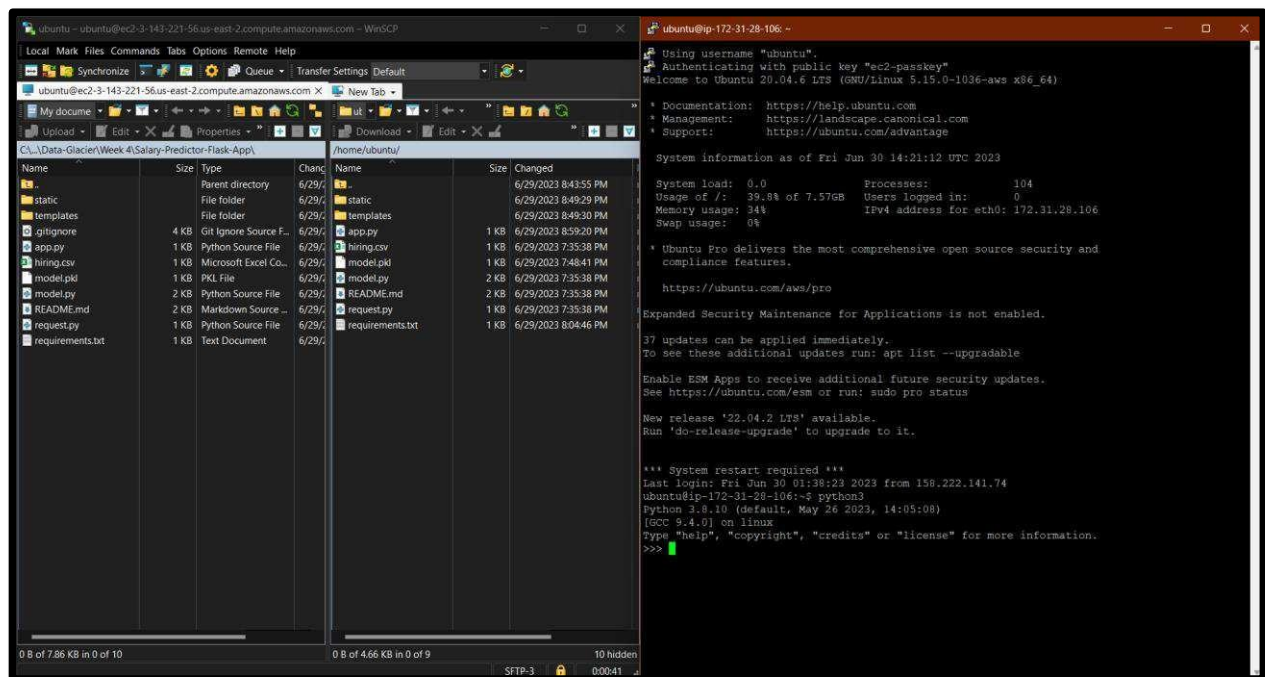 ubuntu – ubuntu@ec2-3-143-221-56.us-east-2.compute.amazonaws.com – WinSCP
Local Mark Files Commands Tabs Options Remote Help
Synchronize Queue Transfer Settings Default
ubuntu@ec2-3-143-221-56.us-east-2.compute.amazonaws.com × New Tab
My docume
Upload Edit Properties
C:\...\Data-Glacier\Week 4\Salary-Predictor-Flask-App\
Name Size Type Chang
.. Parent directory 6/29/
static File folder 6/29/
templates File folder 6/29/
.gitignore 4 KB Git Ignore Source F... 6/29/
app.py 1 KB Python Source File 6/29/
hiring.csv 1 KB Microsoft Excel Co... 6/29/
model.pkl 1 KB PKL File 6/29/
model.py 2 KB Python Source File 6/29/
README.md 2 KB Markdown Source ... 6/29/
request.py 1 KB Python Source File 6/29/
requirements.txt 1 KB Text Document 6/29/
0 B of 7.86 KB in 0 of 10
ut
Download Edit
/home/ubuntu/
Name Size Changed
.. 6/29/2023 8:43:55 PM
static 6/29/2023 8:49:29 PM
templates 6/29/2023 8:49:30 PM
app.py 1 KB 6/29/2023 8:59:20 PM
hiring.csv 1 KB 6/29/2023 7:35:38 PM
model.pkl 1 KB 6/29/2023 7:48:41 PM
model.py 2 KB 6/29/2023 7:35:38 PM
README.md 2 KB 6/29/2023 7:35:38 PM
request.py 1 KB 6/29/2023 7:35:38 PM
requirements.txt 1 KB 6/29/2023 8:04:46 PM
0 B of 4.66 KB in 0 of 9 10 hidden
SFTP-3 0:00:41
ubuntu@ip-172-31-28-106: ~
Using username "ubuntu".
Authenticating with public key "ec2-passkey"
Welcome to Ubuntu 20.04.6 LTS (GNU/Linux 5.15.0-1036-aws x86_64)
* Documentation: https://help.ubuntu.com
* Management: https://landscape.canonical.com
* Support: https://ubuntu.com/advantage
System information as of Fri Jun 30 14:21:12 UTC 2023
System load: 0.0 Processes: 104
Usage of /: 39.8% of 7.57GB Users logged in: 0
Memory usage: 34% IPv4 address for eth0: 172.31.28.106
Swap usage: 0%
* Ubuntu Pro delivers the most comprehensive open source security and
compliance features.
https://ubuntu.com/aws/pro
Expanded Security Maintenance for Applications is not enabled.
37 updates can be applied immediately.
To see these additional updates run: apt list --upgradable
Enable ESM Apps to receive additional future security updates.
See https://ubuntu.com/esm or run: sudo pro status
New release '22.04.2 LTS' available.
Run 'do-release-upgrade' to upgrade to it.
*** System restart required ***
Last login: Fri Jun 30 01:38:23 2023 from 158.222.141.74
ubuntu@ip-172-31-28-106:~$ python3
Python 3.8.10 (default, May 26 2023, 14:05:08)
[GCC 9.4.0] on linux
Type "help", "copyright", "credits" or "license" for more information.
>>>